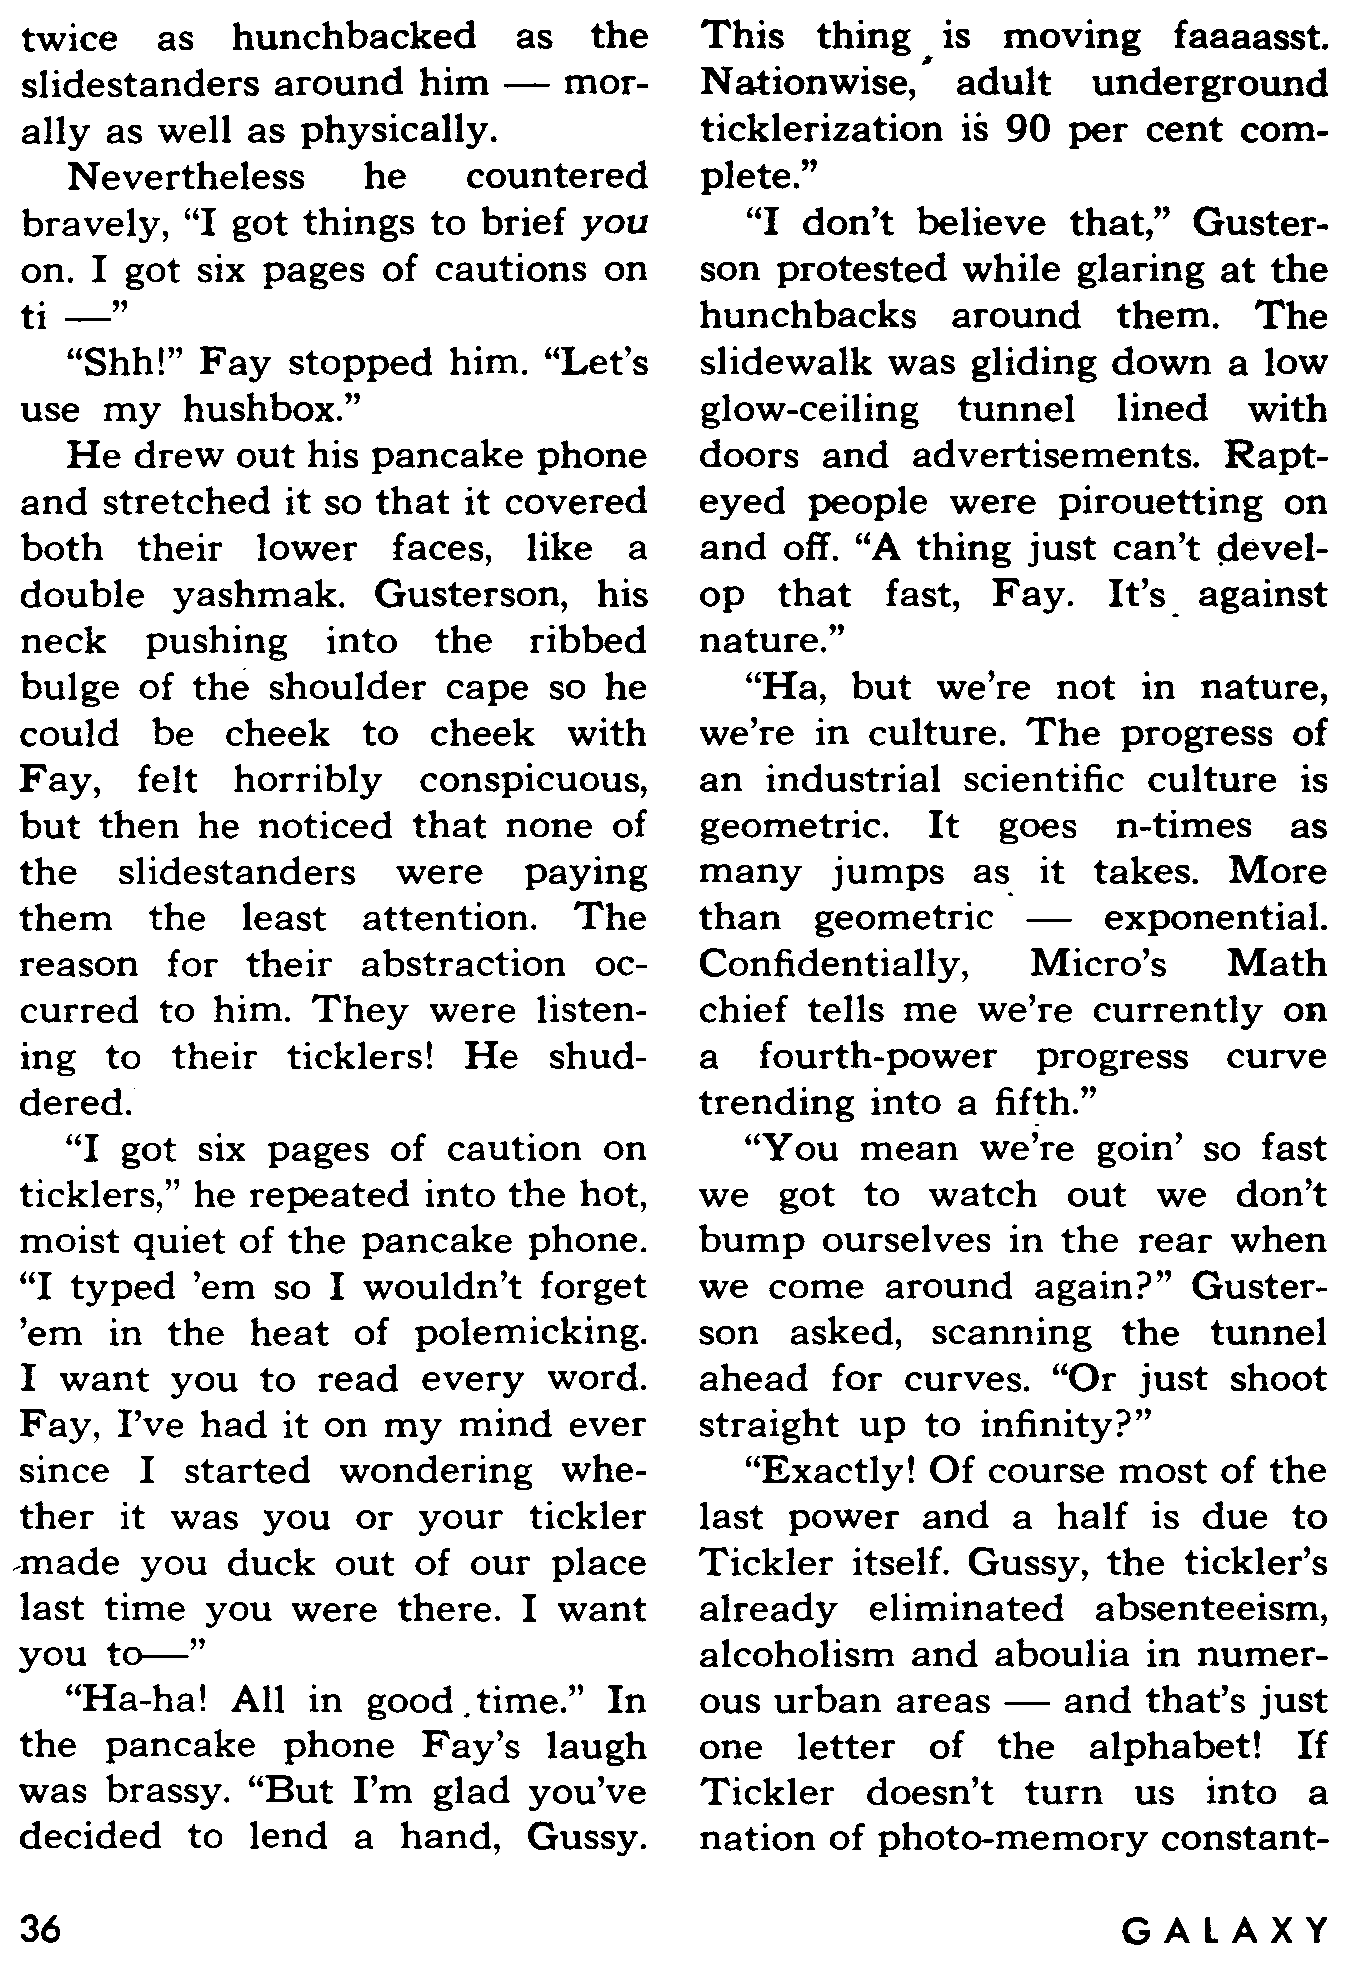 twice as hunchbacked as the
slidestanders around him — mor-
ally as well as physically.
Nevertheless he countered
bravely, “I got things to brief you
on. I got six pages of cautions on
ti —”
“Shh!” Fay stopped him. “Let’s
use my hushbox.”
He drew out his pancake phone
and stretched it so that it covered
both their lower faces, like a
double yashmak. Gusterson, his
neck pushing into the ribbed
bulge of the shoulder cape so he
could be cheek to cheek with
Fay, felt horribly conspicuous,
but then he noticed that none of
the slidestanders were paying
them the least attention. The
reason for their abstraction oc-
curred to him. They were listen-
ing to their ticklers! He shud-
dered.
“I got six pages of caution on
ticklers,” he repeated into the hot,
moist quiet of the pancake phone.
“I typed ’em so I wouldn’t forget
’em in the heat of polemicking.
I want you to read every word.
Fay, I’ve had it on my mind ever
since I started wondering whe-
ther it was you or your tickler
made you duck out of our place
last time you were there. I want
you to—”
“Ha-ha! All in good time.” In
the pancake phone Fay’s laugh
was brassy. “But I’m glad you’ve
decided to lend a hand, Gussy.
This thing is moving faaaasst.
Nationwise, adult underground
ticklerization is 90 per cent com-
plete.”
“I don’t believe that,” Guster-
son protested while glaring at the
hunchbacks around them. The
slidewalk was gliding down a low
glow-ceiling tunnel lined with
doors and advertisements. Rapt-
eyed people were pirouetting on
and off. “A thing just can’t devel-
op that fast, Fay. It’s against
nature.”
“Ha, but we’re not in nature,
we’re in culture. The progress of
an industrial scientific culture is
geometric. It goes n-times as
many jumps as it takes. More
than geometric — exponential.
Confidentially, Micro’s Math
chief tells me we’re currently on
a fourth-power progress curve
trending into a fifth.”
“You mean we’re goin’ so fast
we got to watch out we don’t
bump ourselves in the rear when
we come around again?” Guster-
son asked, scanning the tunnel
ahead for curves. “Or just shoot
straight up to infinity?”
“Exactly! Of course most of the
last power and a half is due to
Tickler itself. Gussy, the tickler’s
already eliminated absenteeism,
alcoholism and aboulia in numer-
ous urban areas — and that’s just
one letter of the alphabet! If
Tickler doesn’t turn us into a
nation of photo-memory constant-
36
GALAXY